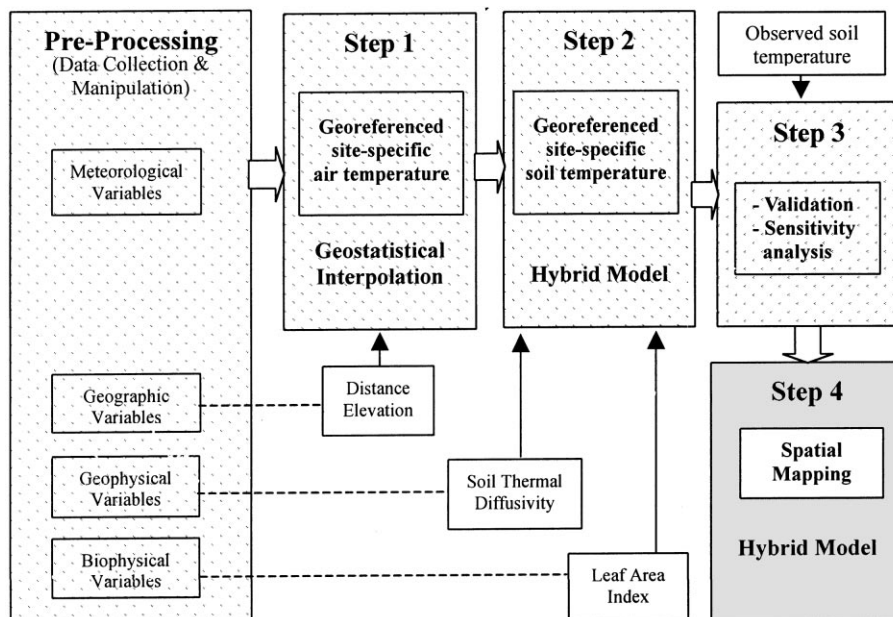 Pre-Processing
(Data Collection &
Manipulation)
Meteorological
Variables
Geographic
Variables
Geophysical
Variables
Biophysical
Variables
Step 1
Georeferenced
site-specific
air temperature
Geostatistical
Interpolation
Distance
Elevation
Soil Thermal
Diffusivity
Leaf Area
Index
Step 2
Georeferenced
site-specific
soil temperature
Hybrid Model
Observed soil
temperature
Step 3
- Validation
- Sensitivity
analysis
Step 4
Spatial
Mapping
Hybrid Model